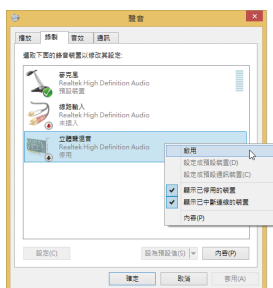 聲音
播放 錄製 音效 通訊
選取下面的錄音裝置以修改其設定:
麥克風
Realtek High Definition Audio
預設裝置
線路輸入
Realtek High Definition Audio
未插入
立體聲混音
Realtek High Definition Audio
停用
啟用
設定成預設裝置(D)
設定成預設通訊裝置(C)
顯示已停用的裝置
顯示已中斷連線的裝置
內容(P)
設定(C) 設為預設值(S) 內容(P)
確定 取消 套用(A)